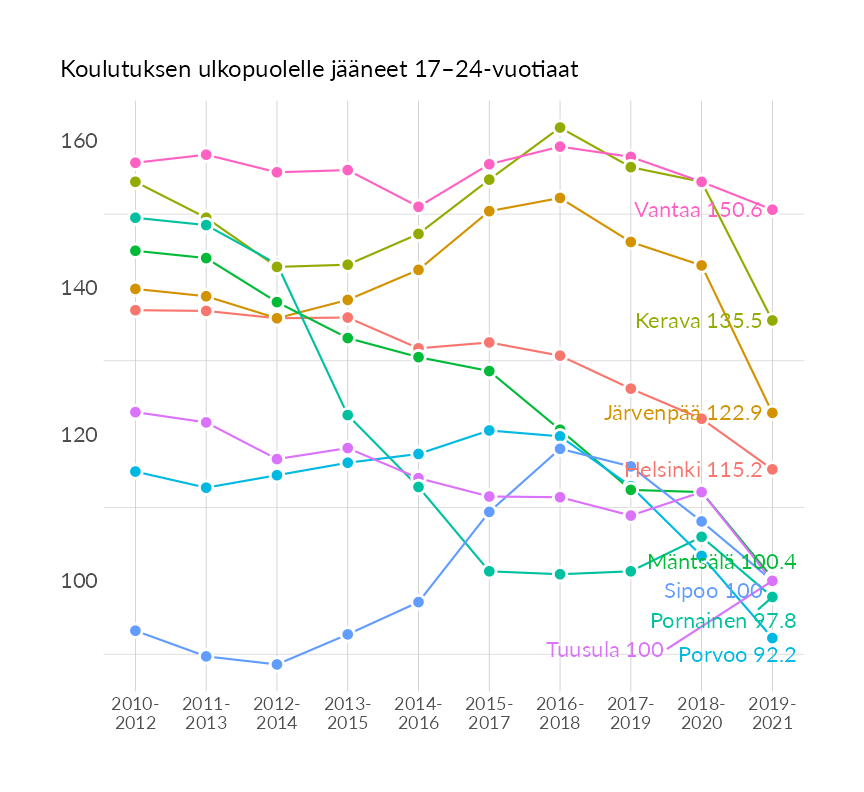 Koulutuksen ulkopuolelle jääneet 17–24-vuotiaat
160
140
120
100
Vantaa 150.6
Kerava 135.5
Järvenpää 122.9
Helsinki 115.2
Mäntsälä 100.4
Sipoo 100
Pornainen 97.8
Tuusula 100
Porvoo 92.2
2010-
2012
2011-
2013
2012-
2014
2013-
2015
2014-
2016
2015-
2017
2016-
2018
2017-
2019
2018-
2020
2019-
2021